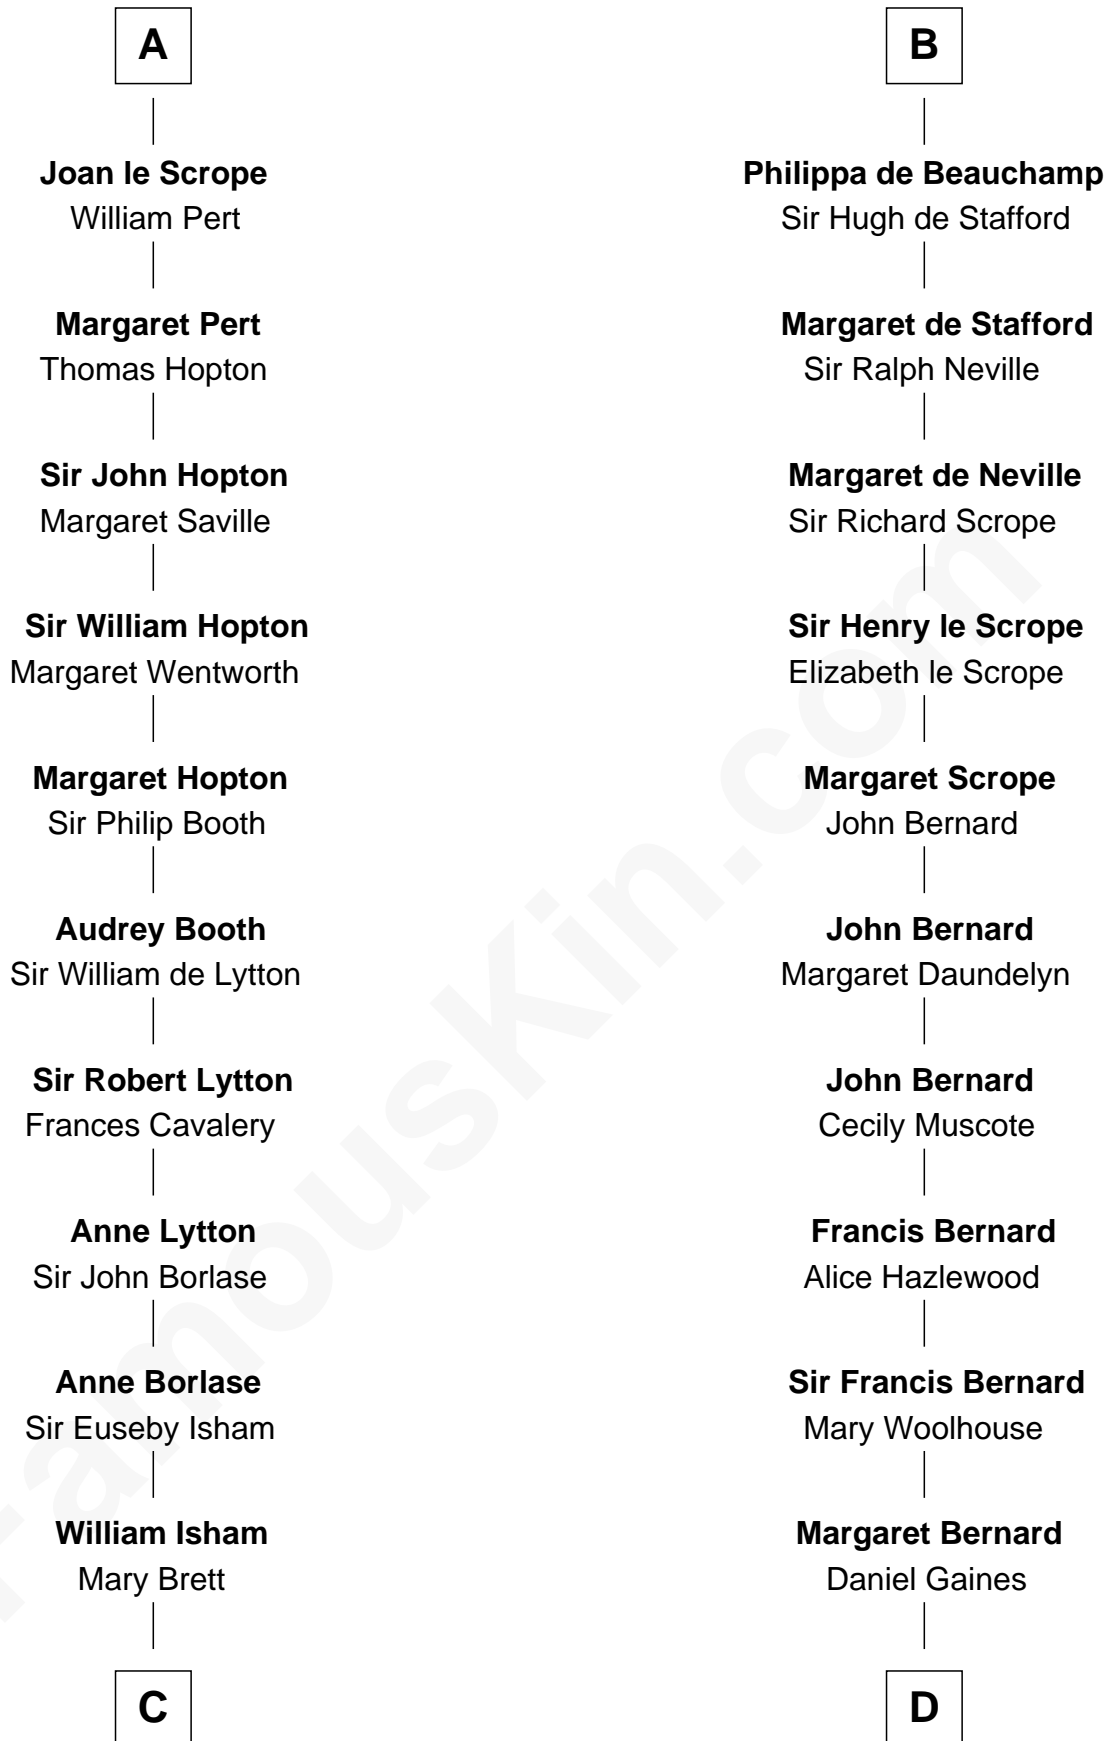 A
Joan le Scrope
William Pert
Margaret Pert
Thomas Hopton
Sir John Hopton
Margaret Saville
Sir William Hopton
Margaret Wentworth
Margaret Hopton
Sir Philip Booth
Audrey Booth
Sir William de Lytton
Sir Robert Lytton
Frances Cavalery
Anne Lytton
Sir John Borlase
Anne Borlase
Sir Euseby Isham
William Isham
Mary Brett
C
B
Philippa de Beauchamp
Sir Hugh de Stafford
Margaret de Stafford
Sir Ralph Neville
Margaret de Neville
Sir Richard Scrope
Sir Henry le Scrope
Elizabeth le Scrope
Margaret Scrope
John Bernard
John Bernard
Margaret Daundelyn
John Bernard
Cecily Muscote
Francis Bernard
Alice Hazlewood
Sir Francis Bernard
Mary Woolhouse
Margaret Bernard
Daniel Gaines
D
FamousKin.com